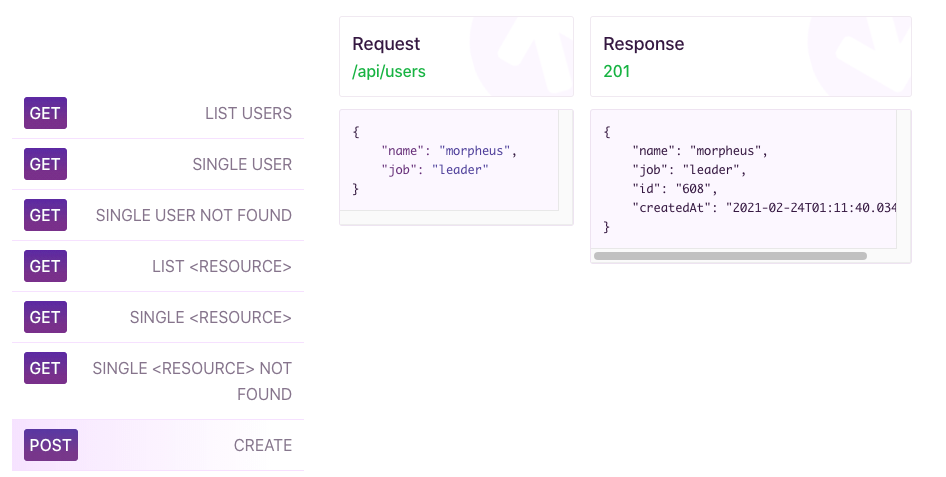 GET LIST USERS
GET SINGLE USER
GET SINGLE USER NOT FOUND
GET LIST <RESOURCE>
GET SINGLE <RESOURCE>
GET SINGLE <RESOURCE> NOT
FOUND
POST CREATE
Request
/api/users
{
    "name": "morpheus",
    "job": "leader"
}
Response
201
{
    "name": "morpheus",
    "job": "leader",
    "id": "608",
    "createdAt": "2021-02-24T01:11:40.034
}